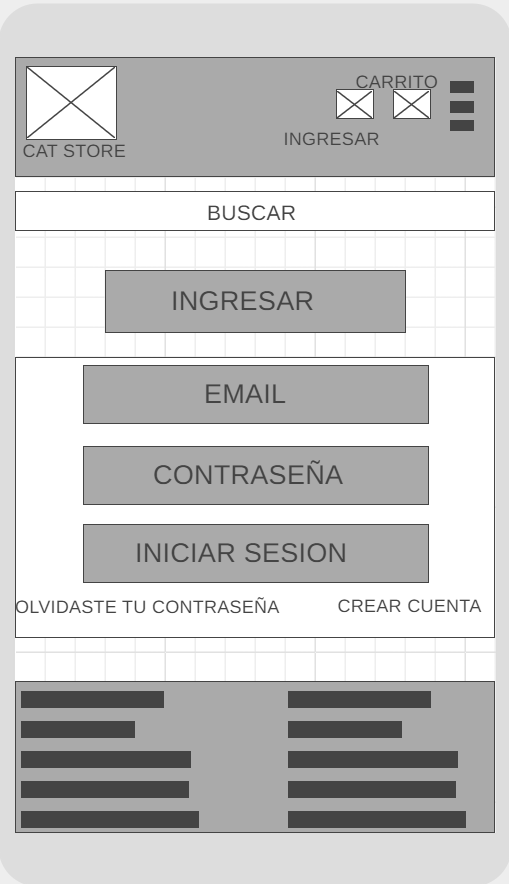 CARRITO
INGRESAR
CAT STORE
BUSCAR
INGRESAR
EMAIL
CONTRASEÑA
INICIAR SESION
OLVIDASTE TU CONTRASEÑA
CREAR CUENTA